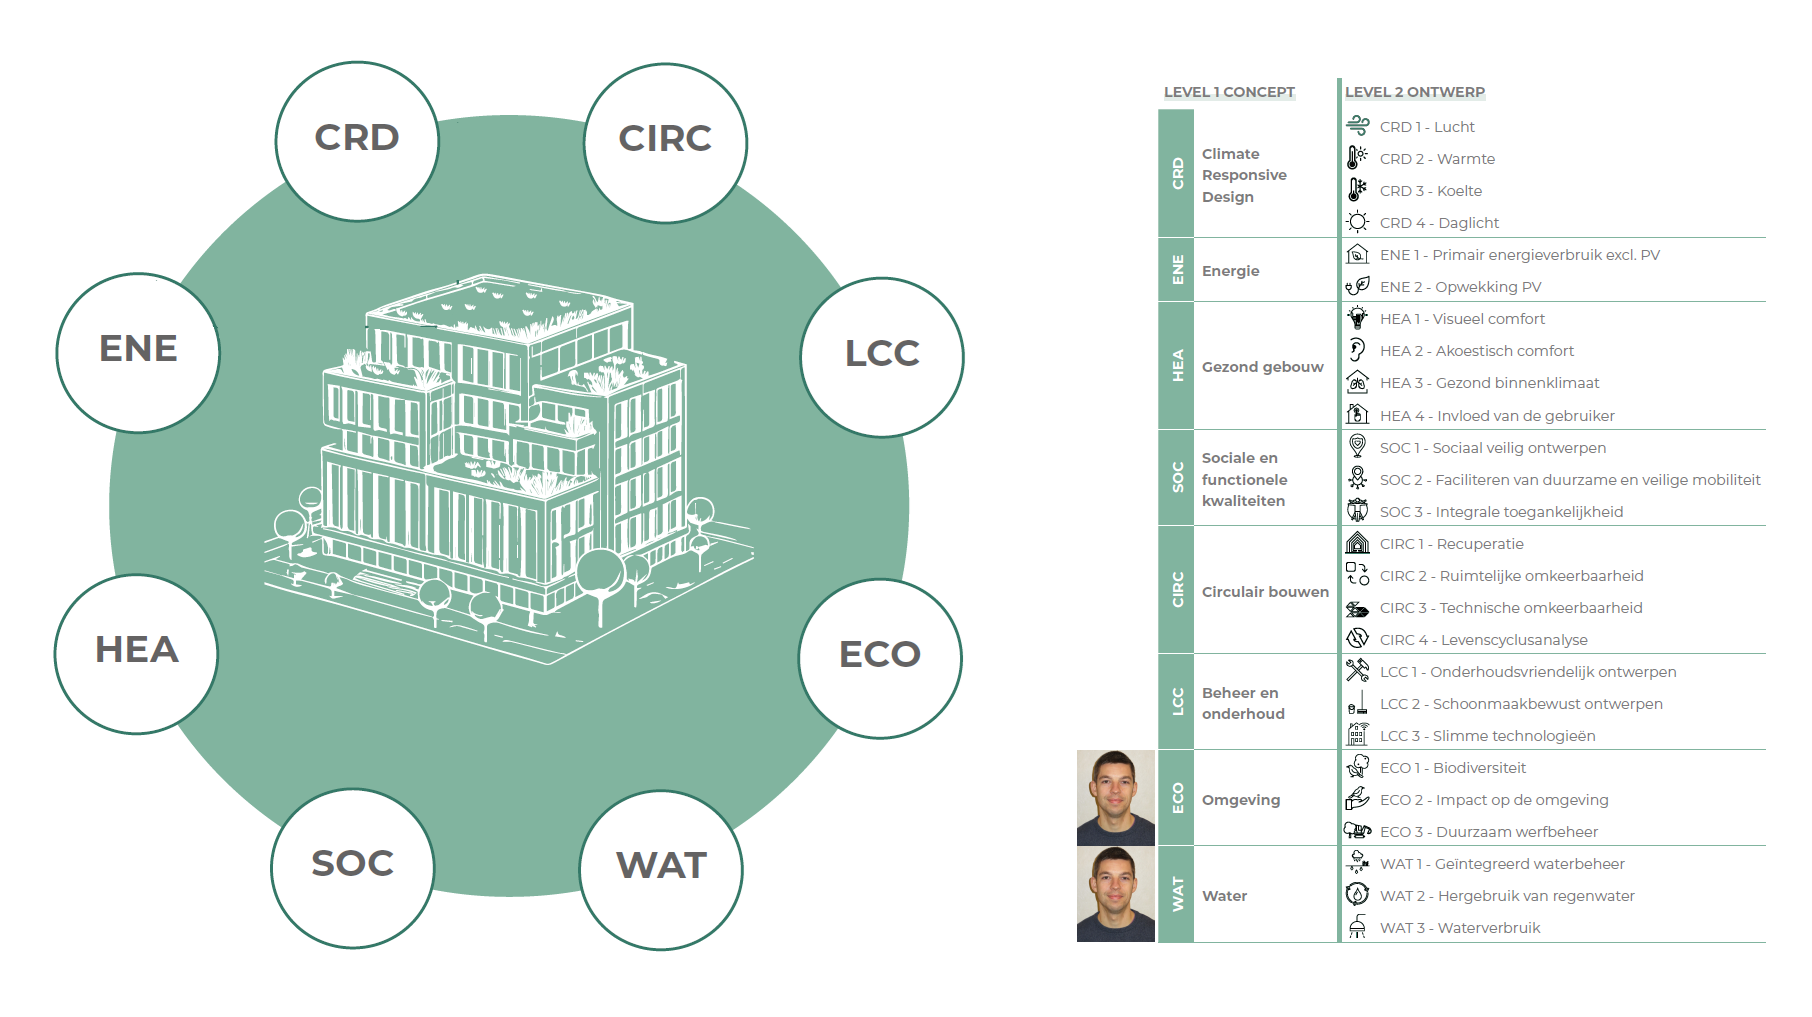 CRD
CIRC
ENE
LCC
HEA
ECO
SOC
WAT
LEVEL 1 CONCEPT
LEVEL 2 ONTWERP
CRD
Climate
Responsive
Design
CRD 1 - Lucht
CRD 2 - Warmte
CRD 3 - Koelte
CRD 4 - Daglicht
ENE
Energie
ENE 1 - Primair energieverbruik excl. PV
ENE 2 - Opwekking PV
HEA
Gezond gebouw
HEA 1 - Visueel comfort
HEA 2 - Akoestisch comfort
HEA 3 - Gezond binnenklimaat
HEA 4 - Invloed van de gebruiker
SOC
Sociale en
functionele
kwaliteiten
SOC 1 - Sociaal veilig ontwerpen
SOC 2 - Faciliteren van duurzame en veilige mobiliteit
SOC 3 - Integrale toegankelijkheid
CIRC
Circulair bouwen
CIRC 1 - Recuperatie
CIRC 2 - Ruimtelijke omkeerbaarheid
CIRC 3 - Technische omkeerbaarheid
CIRC 4 - Levenscyclusanalyse
LCC
Beheer en
onderhoud
LCC 1 - Onderhoudsvriendelijk ontwerpen
LCC 2 - Schoonmaakbewust ontwerpen
LCC 3 - Slimme technologieën
ECO
Omgeving
ECO 1 - Biodiversiteit
ECO 2 - Impact op de omgeving
ECO 3 - Duurzaam werfbeheer
WAT
Water
WAT 1 - Geïntegreerd waterbeheer
WAT 2 - Hergebruik van regenwater
WAT 3 - Waterverbruik